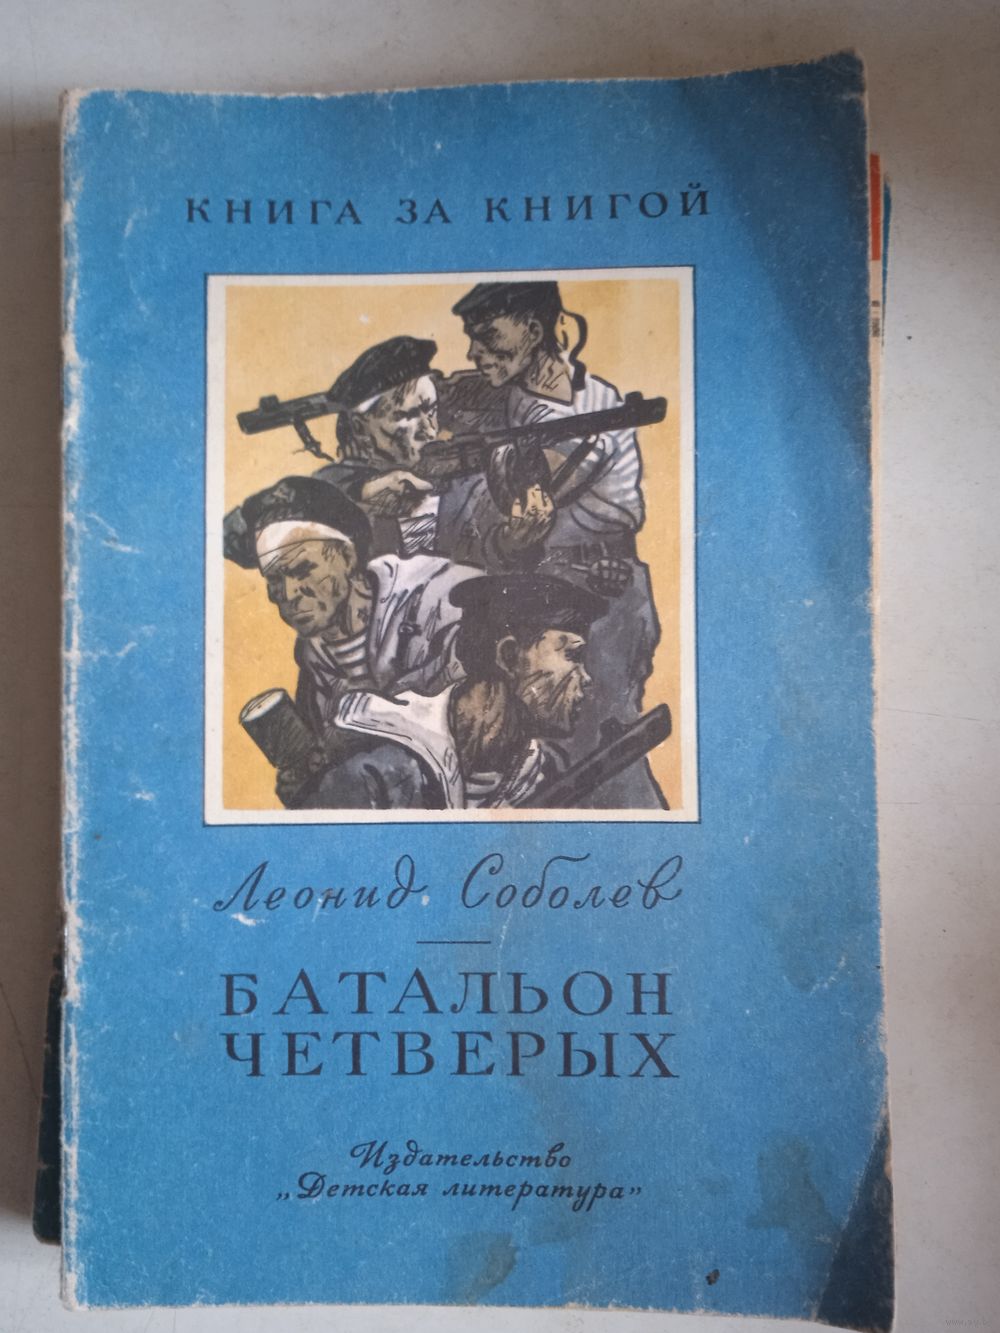 КНИГА ЗА КНИГОЙ
Леонид Соболев
БАТАЛЬОН
ЧЕТВЕРЫХ
Издательство
„Детская литература”